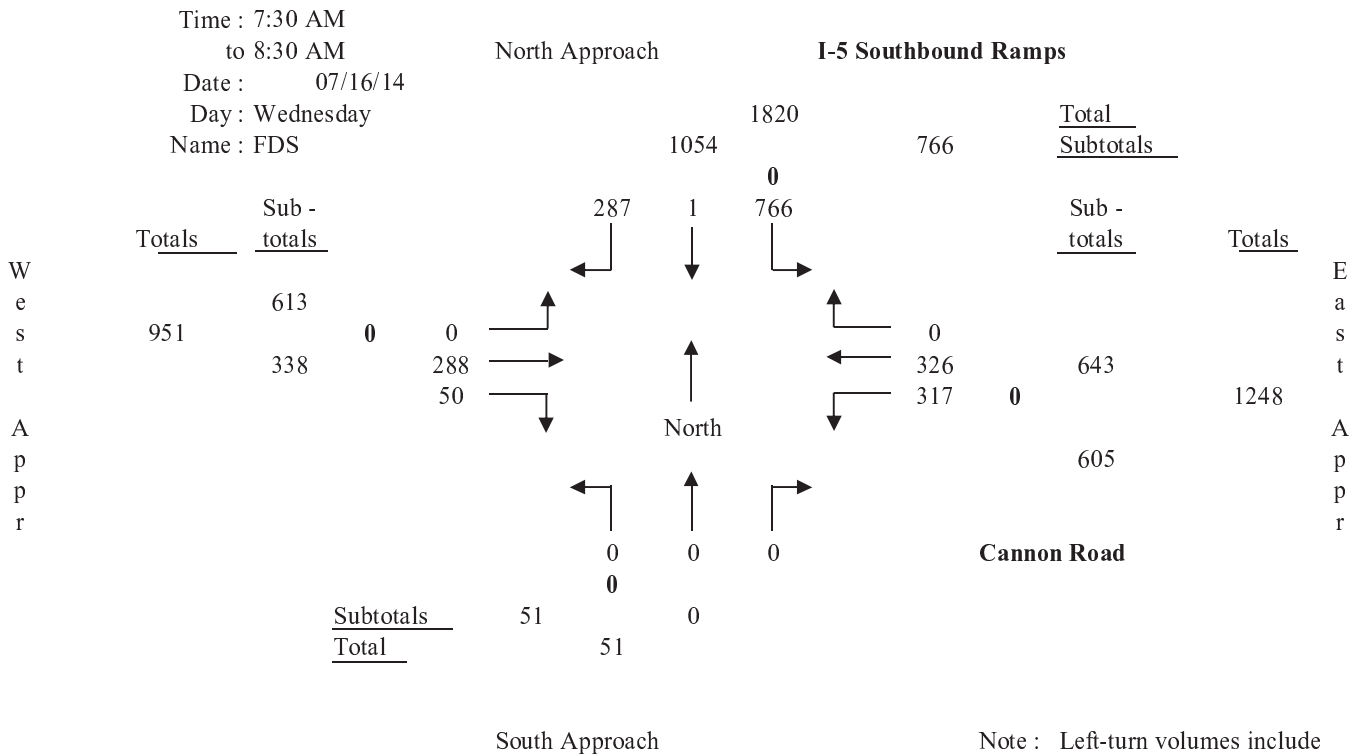 Time : 7:30 AM
to 8:30 AM North Approach I-5 Southbound Ramps
Date : 07/16/14
Day : Wednesday 1820 Total
Name : FDS 1054 766 Subtotals
0
Sub - 287 1 766 Sub -
Totals totals totals Totals
W E
e 613 a
s 951 0 0 0 s
t 338 288 326 643 t
50 317 0 1248
A North A
p 605 p
p p
r r
0 0 0 Cannon Road
0
Subtotals 51 0
Total 51
South Approach Note : Left-turn volumes include